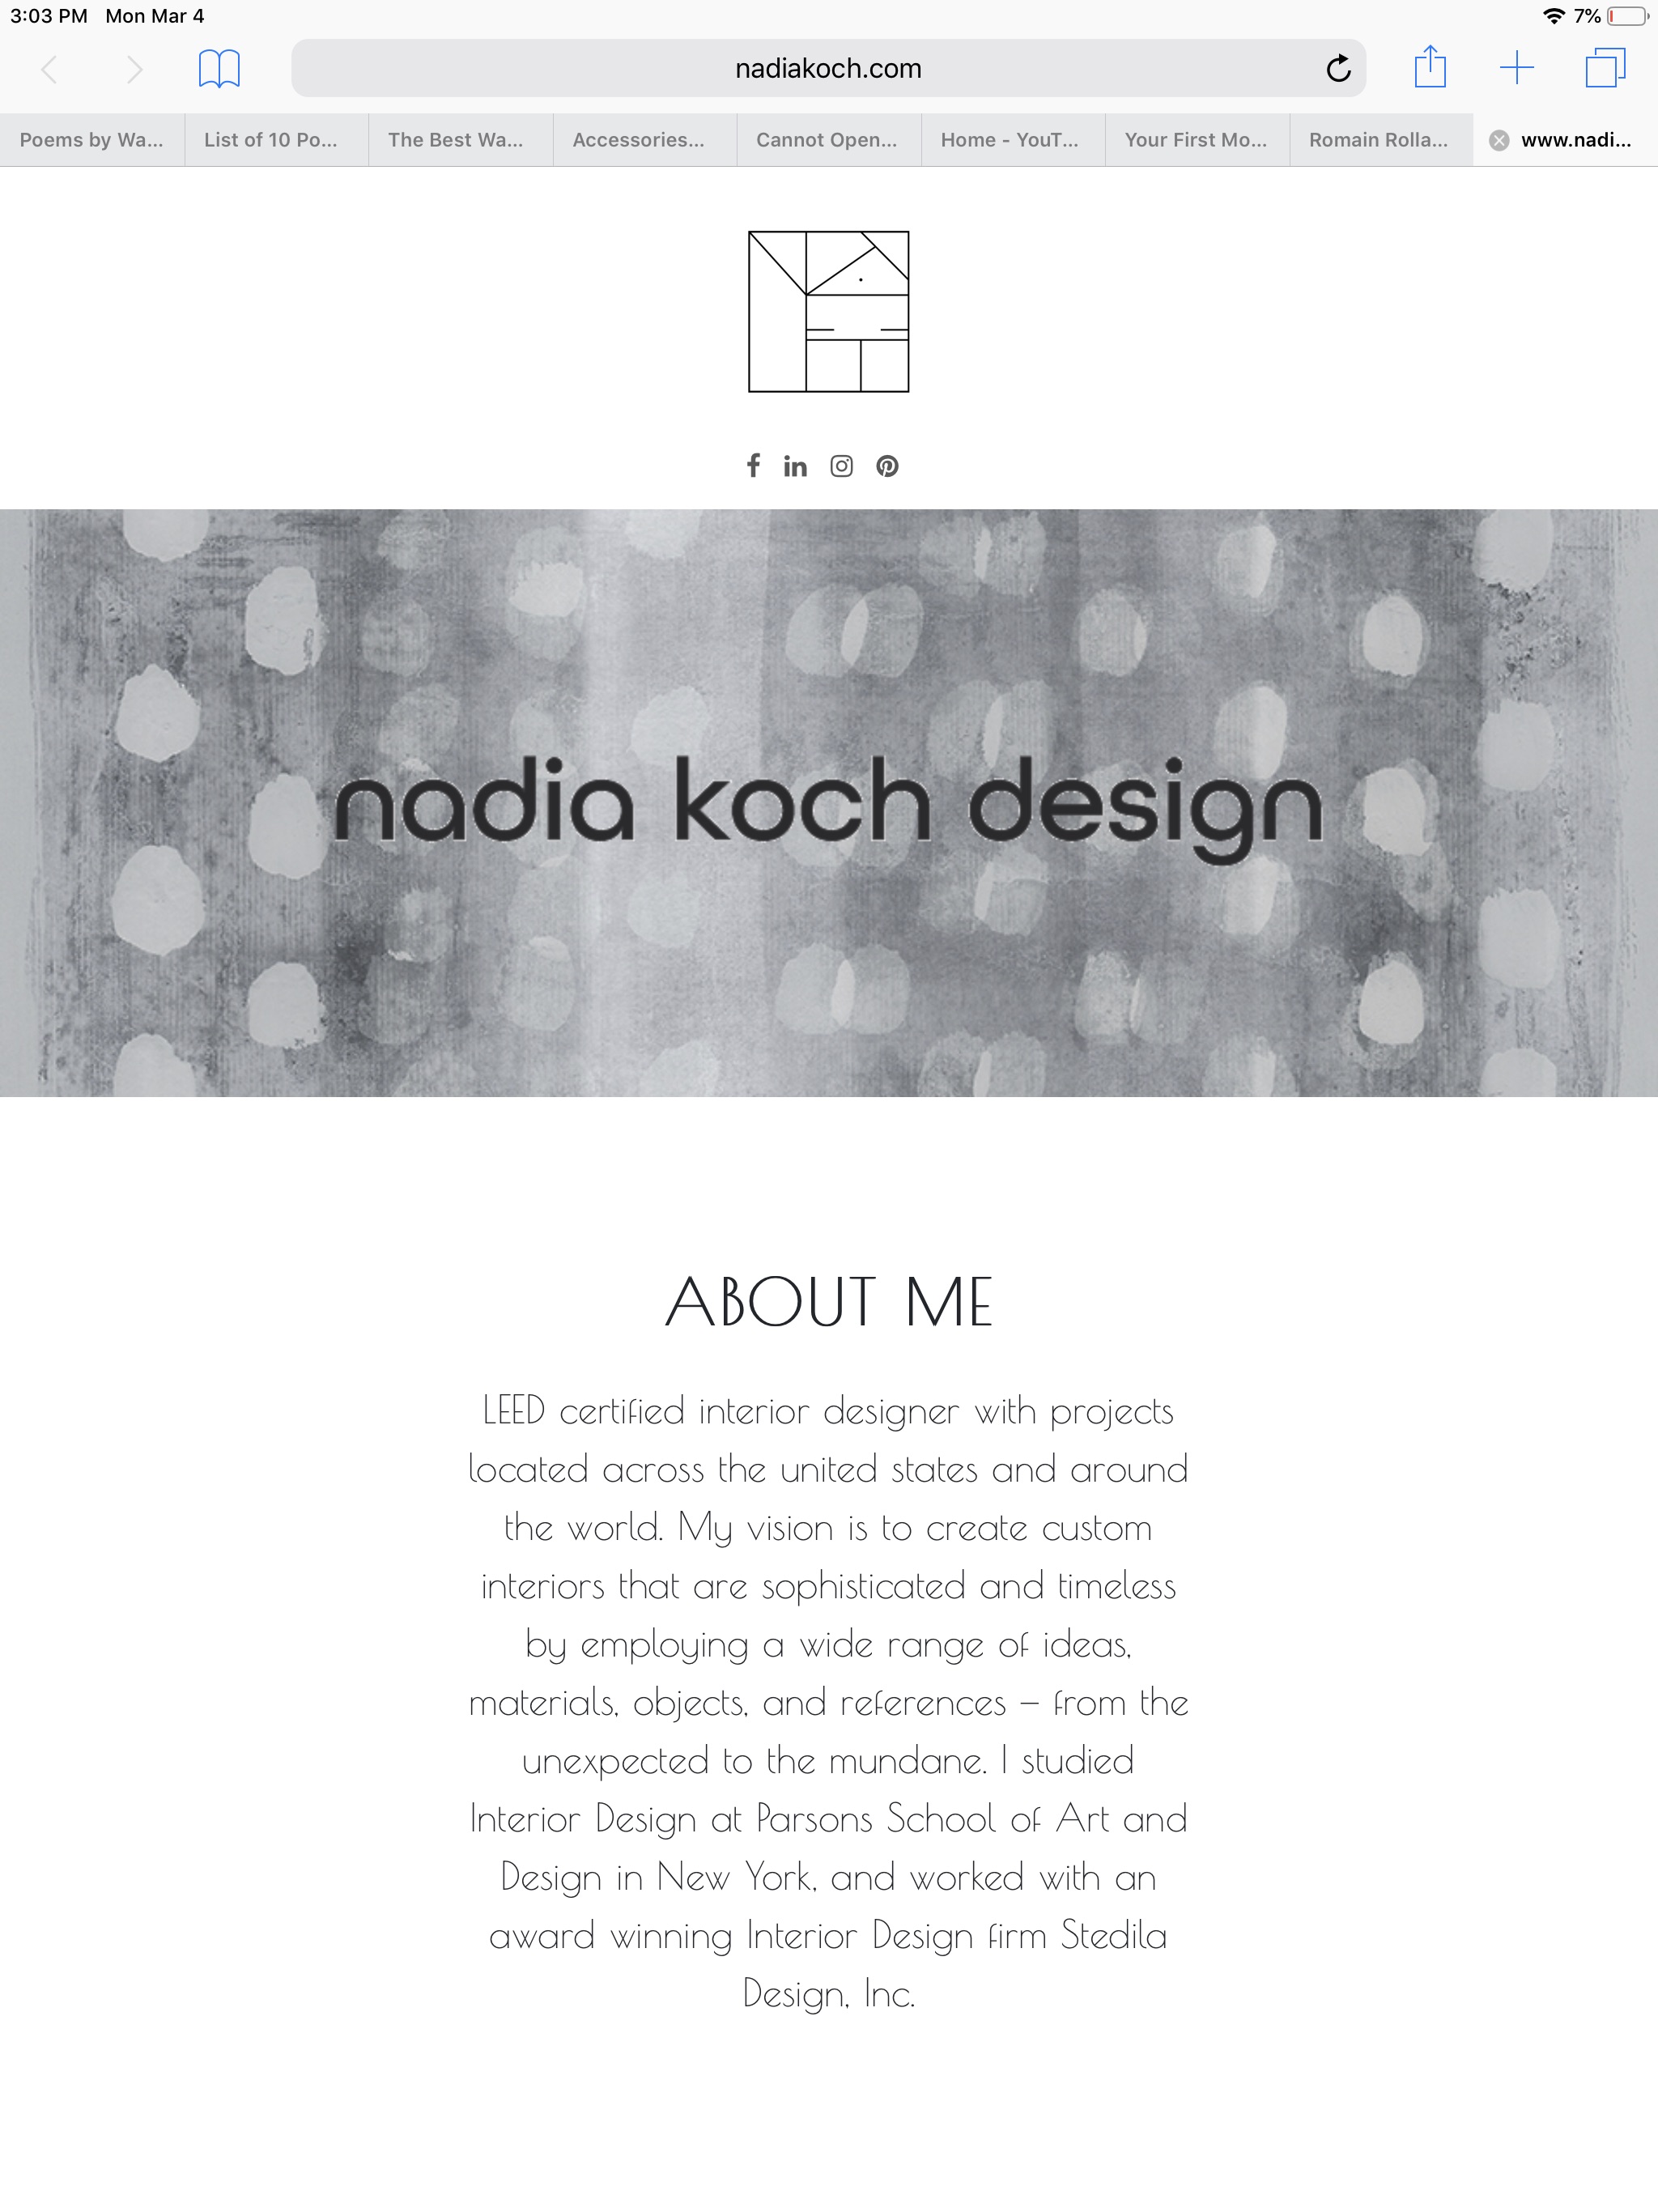 3:03 PM Mon Mar 4
7%
nadiakoch.com
Poems by Wa... List of 10 Po... The Best Wa... Accessories... Cannot Open... Home - YouT... Your First Mo... Romain Rolla... www.nadi...
nadia koch design
ABOUT ME
LEED certified interior designer with projects
located across the united states and around
the world. My vision is to create custom
interiors that are sophisticated and timeless
by employing a wide range of ideas,
materials, objects, and references – from the
unexpected to the mundane. I studied
Interior Design at Parsons School of Art and
Design in New York, and worked with an
award winning Interior Design firm Stedila
Design, Inc.